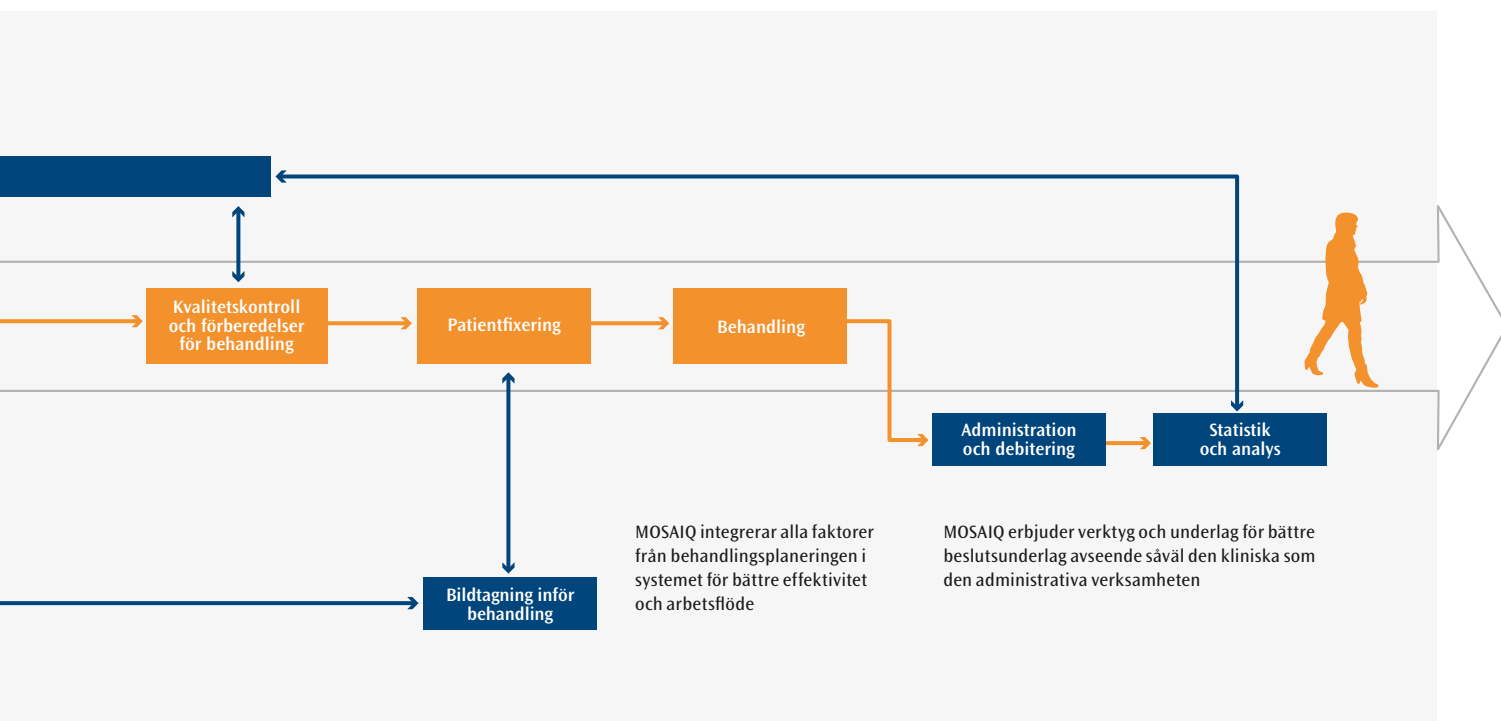 Kvalitetskontroll
och förberedelser
för behandling
Patientfixering
Behandling
Administration
och debitering
Statistik
och analys
MOSAIQ integrerar alla faktorer
från behandlingsplaneringen i
systemet för bättre effektivitet
och arbetsflöde
MOSAIQ erbjuder verktyg och underlag för bättre
beslutsunderlag avseende såväl den kliniska som
den administrativa verksamheten
Bildtagning inför
behandling